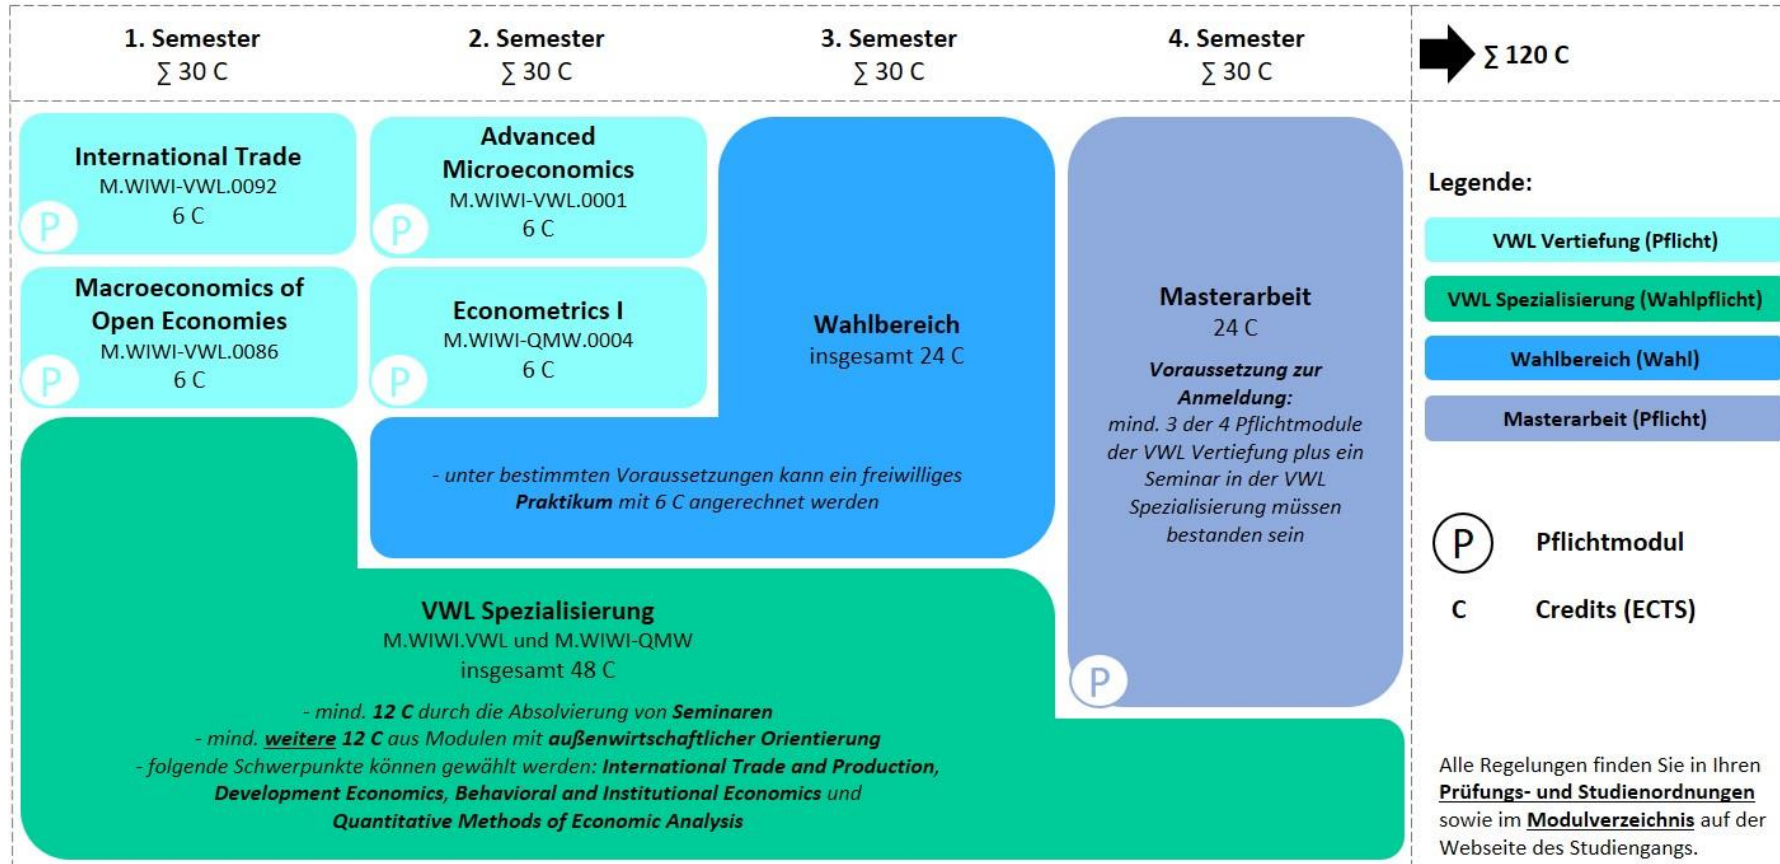 1. Semester
∑ 30 C
2. Semester
∑ 30 C
3. Semester
∑ 30 C
4. Semester
∑ 30 C
∑ 120 C
International Trade
M.WIWI-VWL.0092
6 C
P
Macroeconomics of
Open Economies
M.WIWI-VWL.0086
6 C
P
Advanced
Microeconomics
M.WIWI-VWL.0001
6 C
P
Econometrics I
M.WIWI-QMW.0004
6 C
P
Wahlbereich
insgesamt 24 C
- unter bestimmten Voraussetzungen kann ein freiwilliges
Praktikum mit 6 C angerechnet werden
Masterarbeit
24 C
Voraussetzung zur
Anmeldung:
mind. 3 der 4 Pflichtmodule
der VWL Vertiefung plus ein
Seminar in der VWL
Spezialisierung müssen
bestanden sein
P
VWL Spezialisierung
M.WIWI.VWL und M.WIWI-QMW
insgesamt 48 C
- mind. 12 C durch die Absolvierung von Seminaren
- mind. weitere 12 C aus Modulen mit außenwirtschaftlicher Orientierung
- folgende Schwerpunkte können gewählt werden: International Trade and Production,
Development Economics, Behavioral and Institutional Economics und
Quantitative Methods of Economic Analysis
Legende:
VWL Vertiefung (Pflicht)
VWL Spezialisierung (Wahlpflicht)
Wahlbereich (Wahl)
Masterarbeit (Pflicht)
P Pflichtmodul
C Credits (ECTS)
Alle Regelungen finden Sie in Ihren
Prüfungs- und Studienordnungen
sowie im Modulverzeichnis auf der
Webseite des Studiengangs.